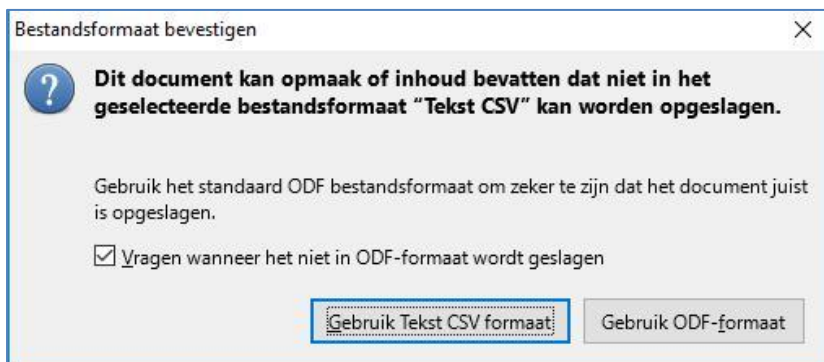 Bestandsformaat bevestigen
Dit document kan opmaak of inhoud bevatten dat niet in het
geselecteerde bestandsformaat “Tekst CSV” kan worden opgeslagen.
Gebruik het standaard ODF bestandsformaat om zeker te zijn dat het document juist
is opgeslagen.
Vragen wanneer het niet in ODF-formaat wordt geslagen
Gebruik Tekst CSV formaat
Gebruik ODF-formaat